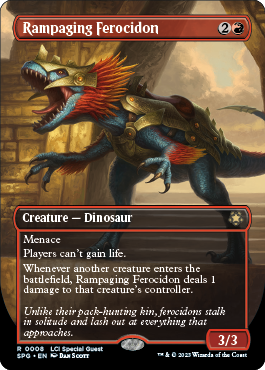 Rampaging Ferocidon 2
Creature — Dinosaur
Menace
Players can't gain life.
Whenever another creature enters the
battlefield, Rampaging Ferocidon deals 1
damage to that creature's controller.
Unlike their pack-hunting kin, ferocidons stalk
in solitude and lash out at everything that
approaches.
3/3
R 0008 LCI Special Guest
SPG • EN Dan Scott
™ & © 2023 Wizards of the Coast